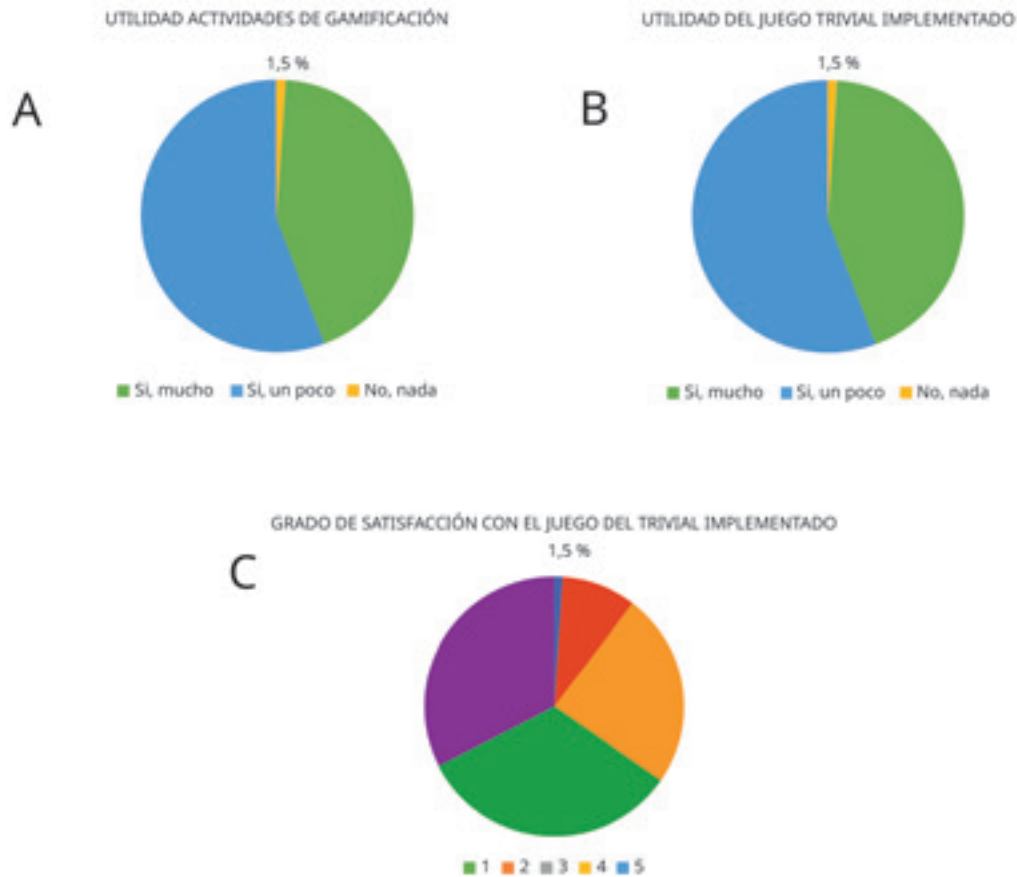 UTILIDAD ACTIVIDADES DE GAMIFICACIÓN
1,5 %
A
Sí, mucho Sí, un poco No, nada
UTILIDAD DEL JUEGO TRIVIAL IMPLEMENTADO
1,5 %
B
Sí, mucho Sí, un poco No, nada
GRADO DE SATISFACCIÓN CON EL JUEGO DEL TRIVIAL IMPLEMENTADO
1,5 %
C
1 2 3 4 5